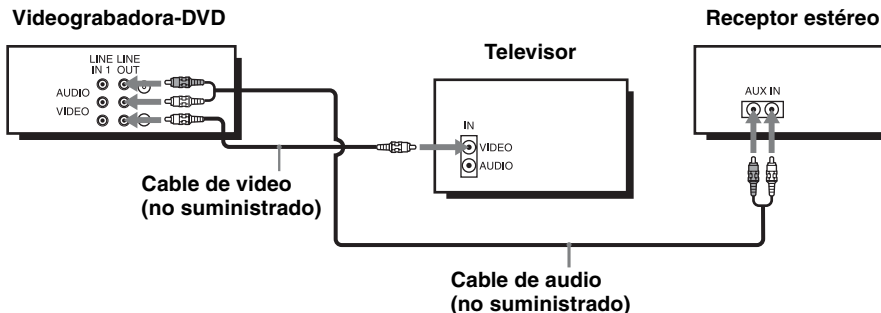 Videograbadora-DVD
Receptor estéreo
Televisor
LINE LINE
IN 1 OUT
AUDIO
VIDEO
AUX IN
IN
VIDEO
AUDIO
Cable de video
(no suministrado)
Cable de audio
(no suministrado)